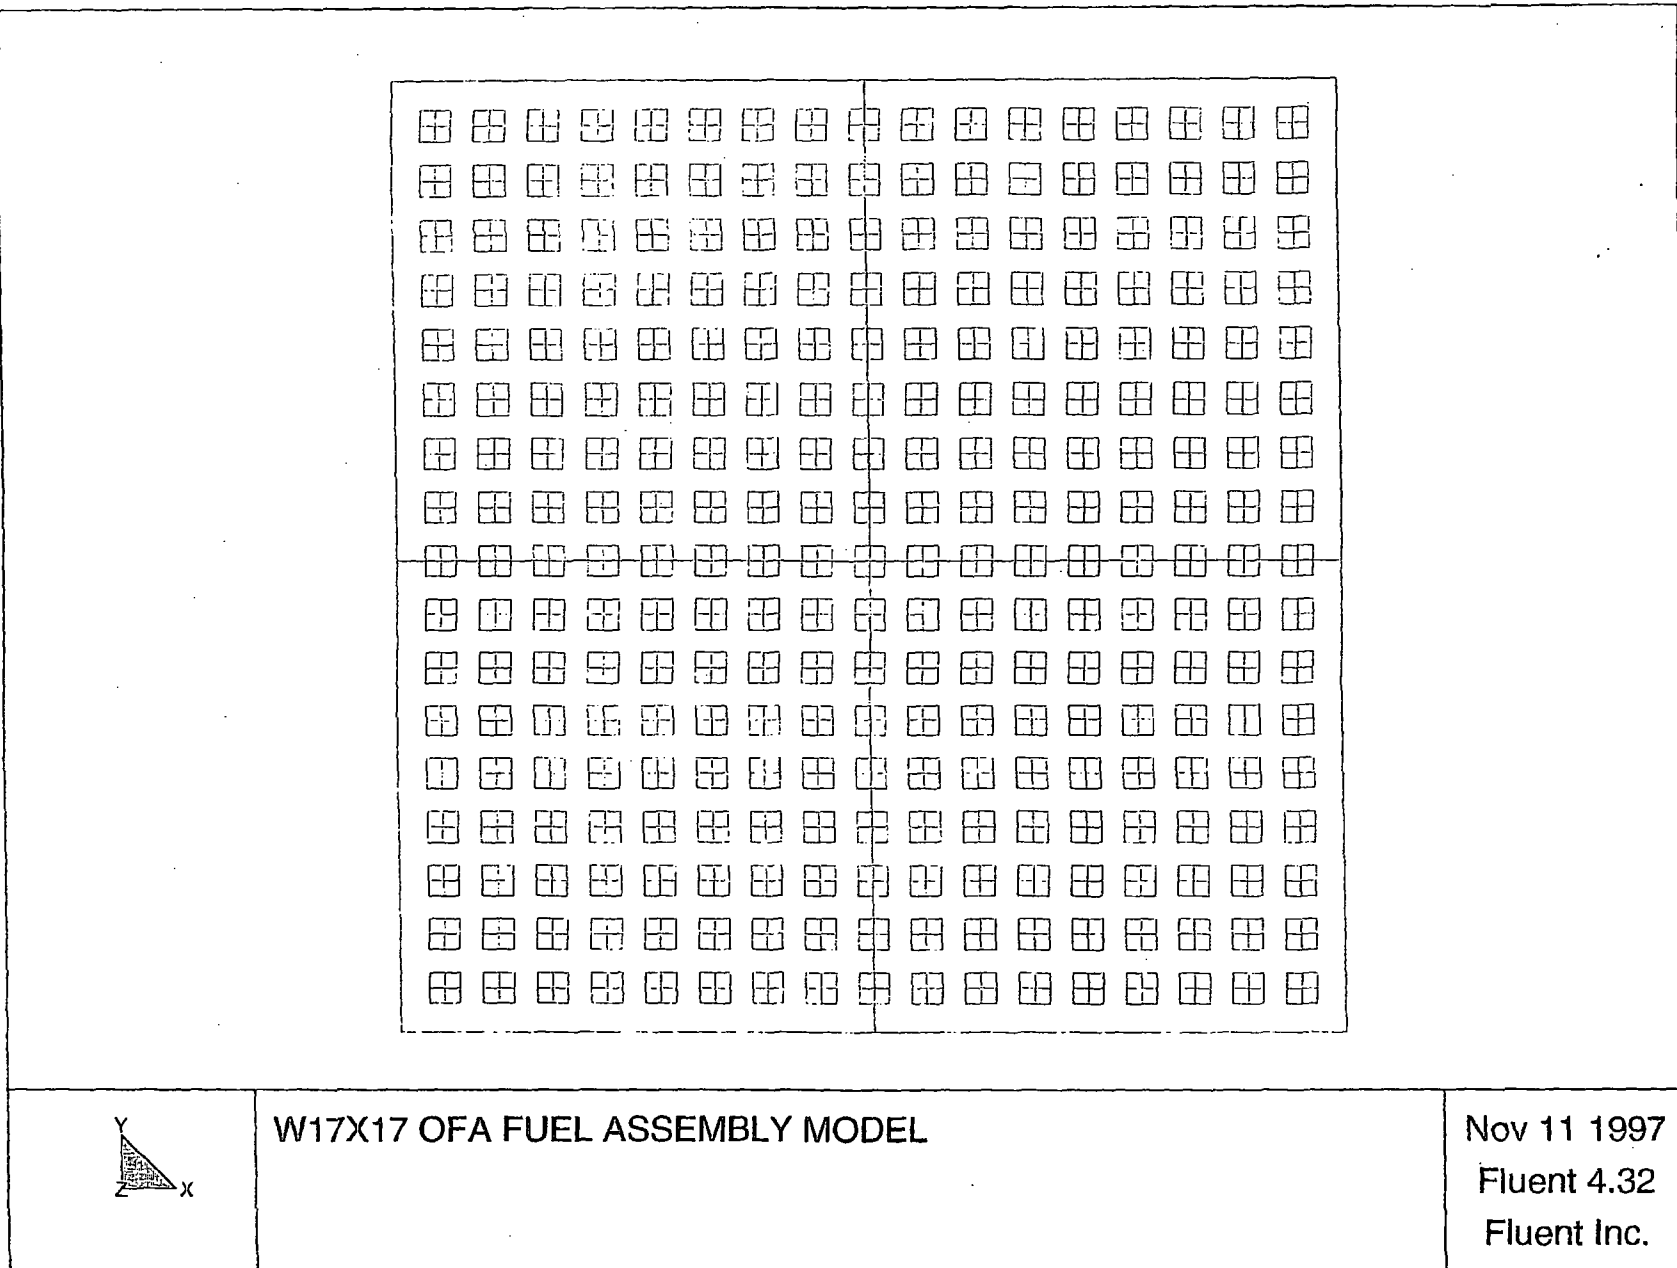 Y
Z X
W17X17 OFA FUEL ASSEMBLY MODEL
Nov 11 1997
Fluent 4.32
Fluent Inc.